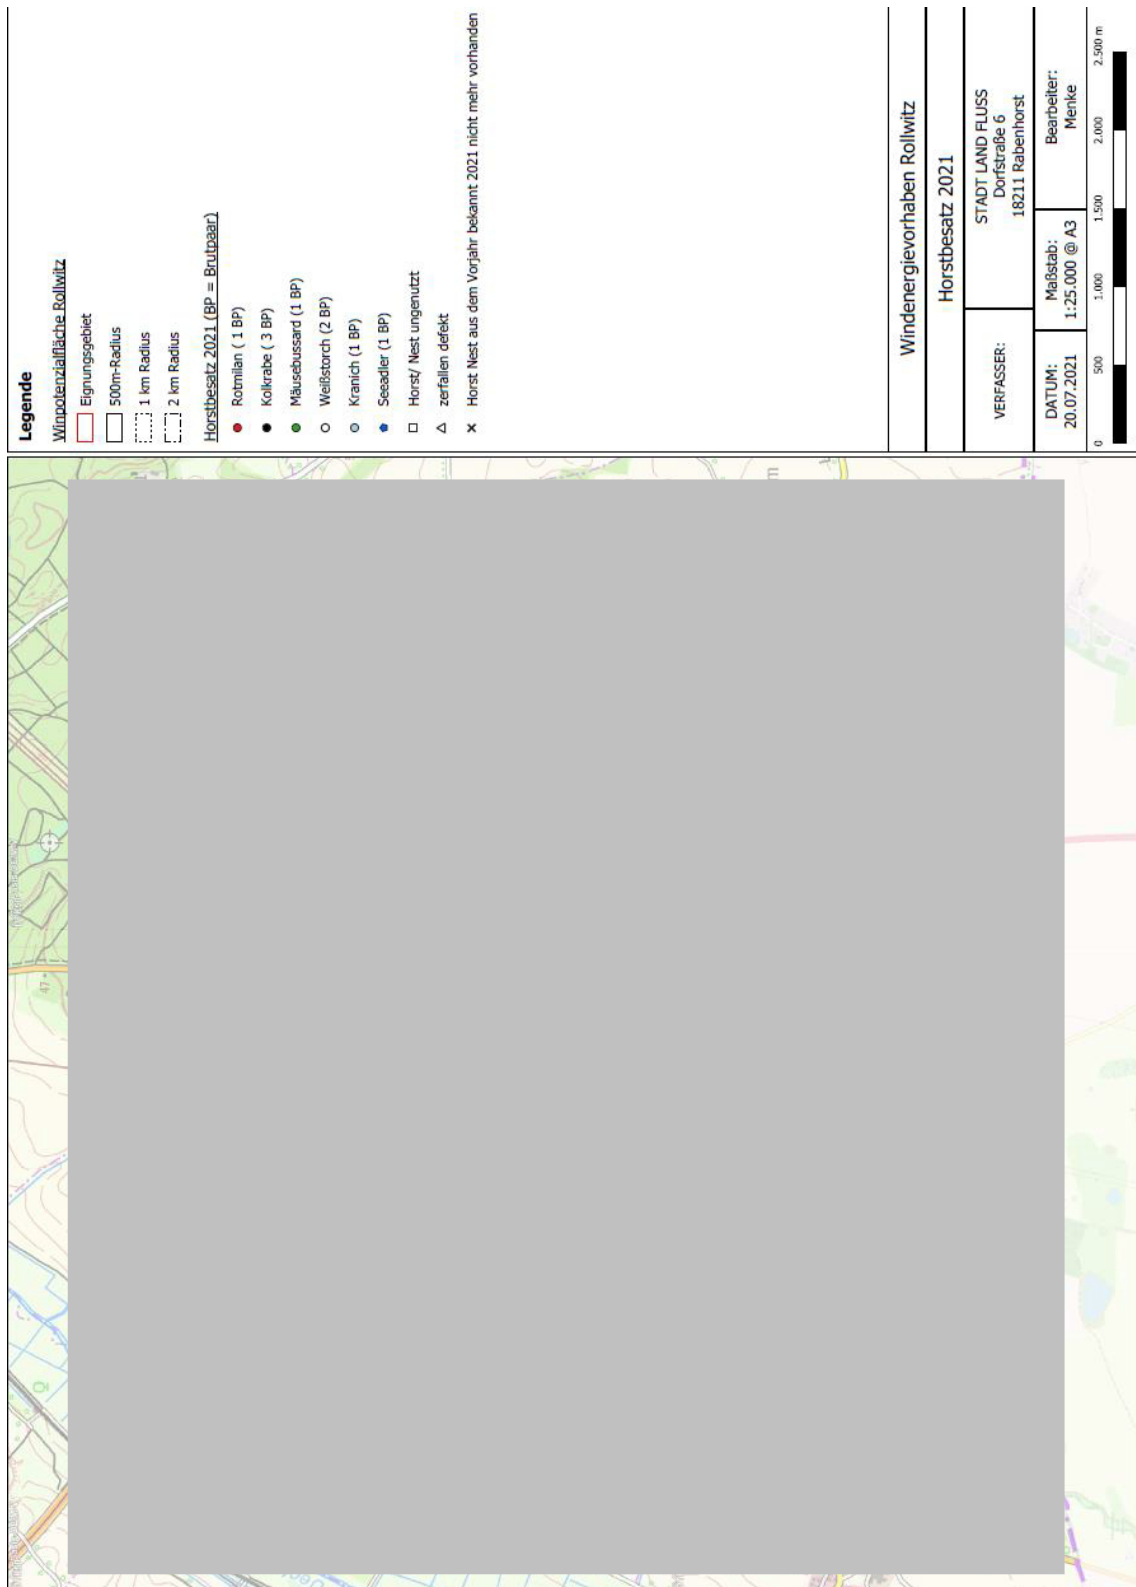 Legende
Winpotenzialfläche Rollwitz
Eignungsgebiet
500m-Radius
1 km Radius
2 km Radius
Horstbesatz 2021 (BP = Brutpaar)
Rotmilan ( 1 BP)
Kolkrabe ( 3 BP)
Mäusebussard (1 BP)
Weißstorch (2 BP)
Kranich (1 BP)
Seeadler (1 BP)
Horst/ Nest ungenutzt
zerfallen defekt
Horst Nest aus dem Vorjahr bekannt 2021 nicht mehr vorhanden
Windenergievorhaben Rollwitz
Horstbesatz 2021
VERFASSER:
STADT LAND FLUSS
Dorfstraße 6
18211 Rabenhorst
DATUM:
20.07.2021
Maßstab:
1:25.000 @ A3
Bearbeiter:
Menke
0 500 1.000 1.500 2.000 2.500 m
47